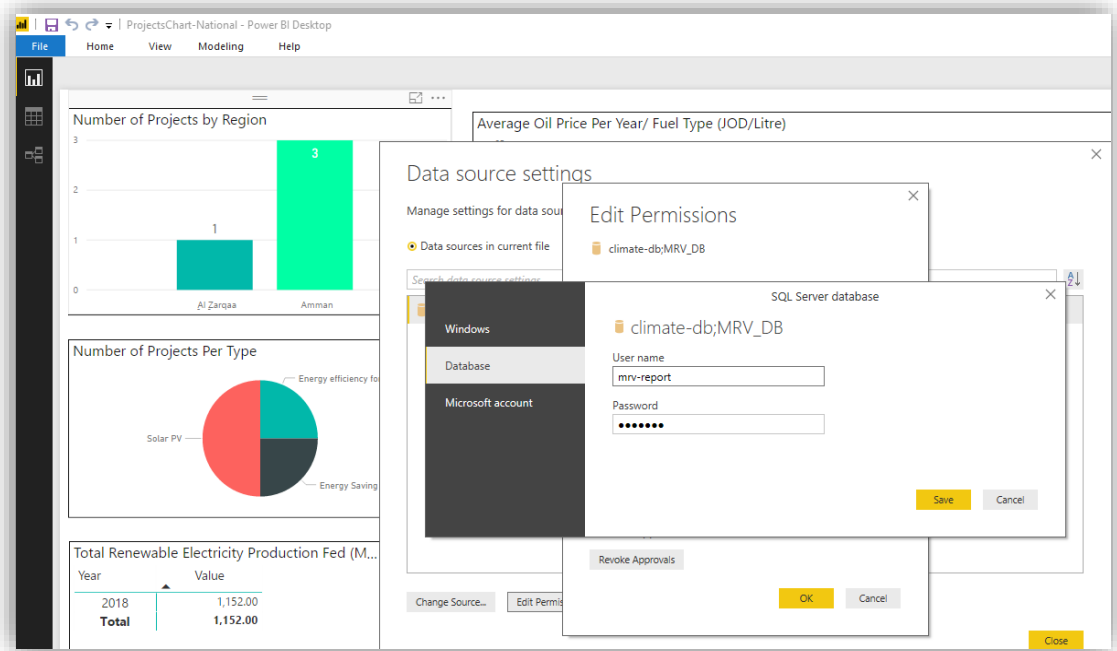 ProjectsChart-National - Power BI Desktop
File Home View Modeling Help
Number of Projects by Region
3
2
1
0
1
3
Al Zarqaa Amman
Average Oil Price Per Year/ Fuel Type (JOD/Litre)
Number of Projects Per Type
Energy efficiency
Solar PV
Energy Saving
Total Renewable Electricity Production Fed (M...
Year Value
2018 1,152.00
Total 1,152.00
Data source settings
Manage settings for data
Data sources in current file
Search data source settings
Change Source... Edit
Close
Edit Permissions
climate-db;MRV_DB
Revoke Approvals
OK Cancel
SQL Server database
climate-db;MRV_DB
Windows
Database
Microsoft account
User name
mrv-report
Password
Save Cancel